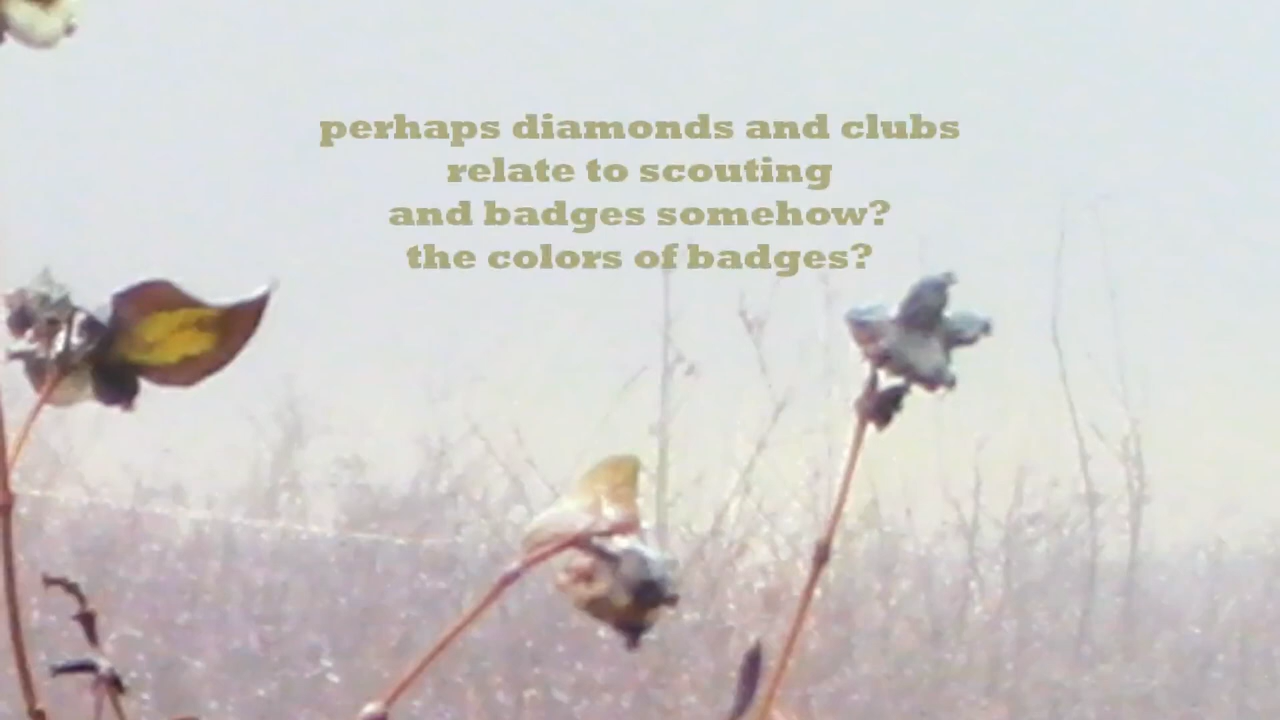 perhaps diamonds and clubs
relate to scouting
and badges somehow?
the colors of badges?